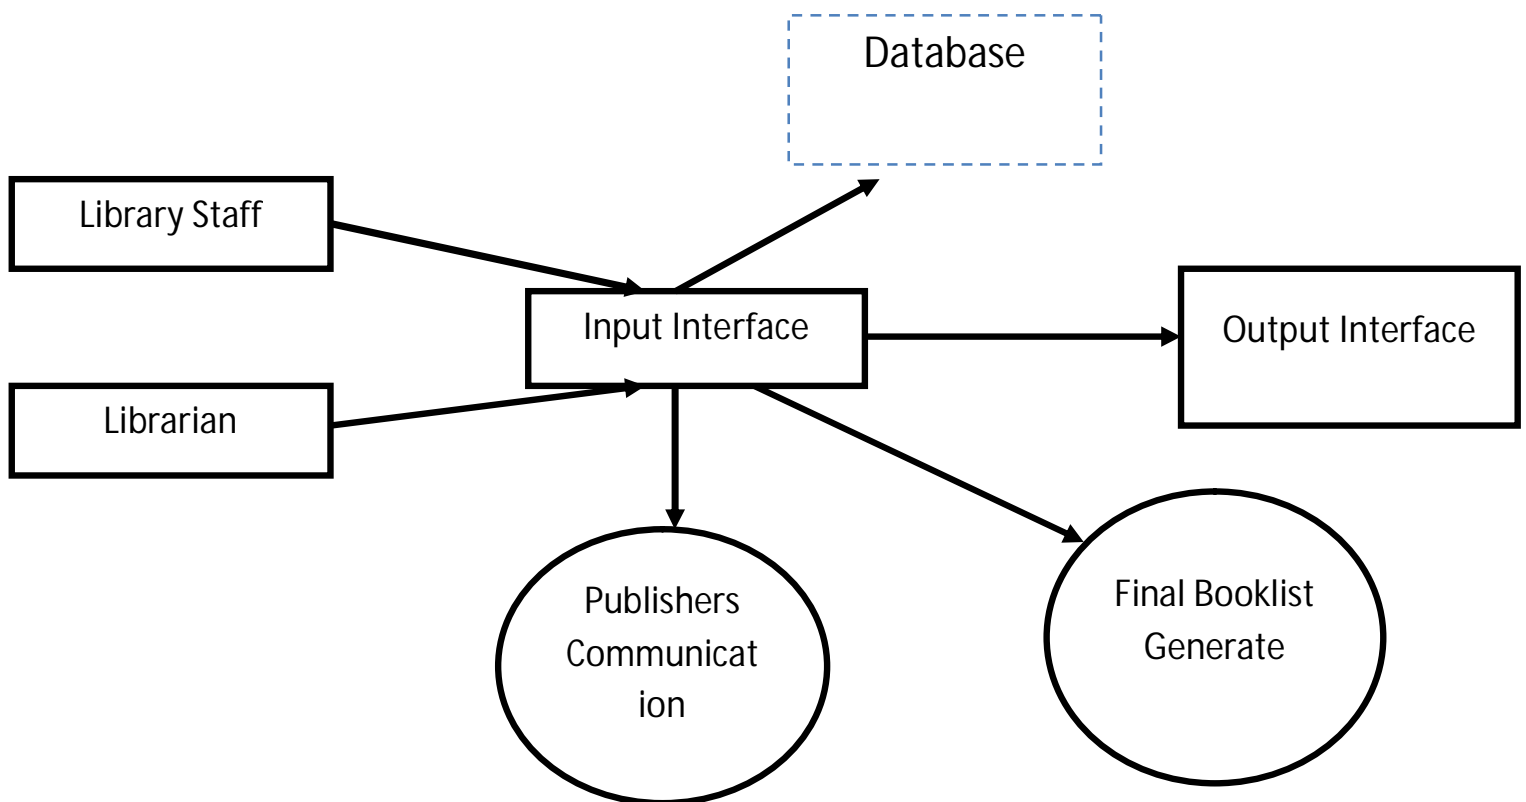 Database
Library Staff
Input Interface
Output Interface
Librarian
Publishers
Communicat
ion
Final Booklist
Generate